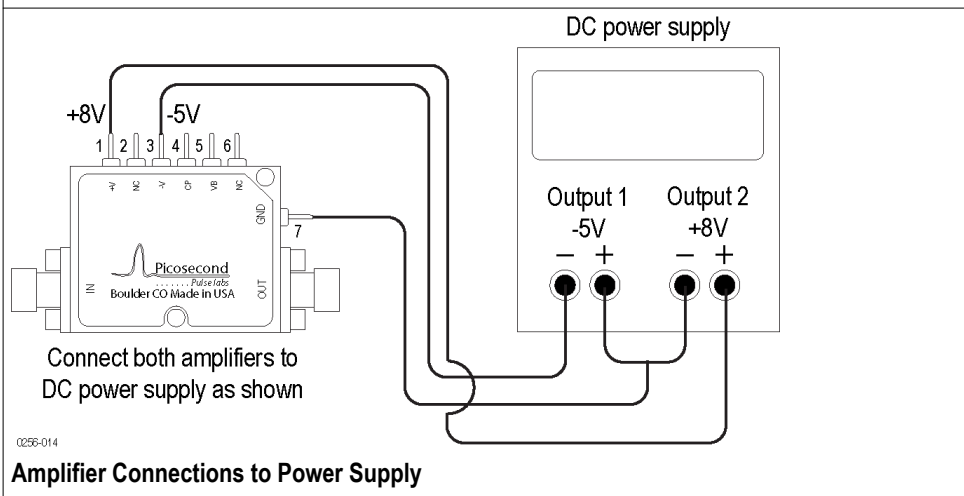 DC power supply
+8V
-5V
1 2 3 4 5 6
+V NC -V CP VB NC
GND
7
IN
Picosecond
.......Pulse labs
Boulder CO Made in USA
OUT
Output 1
-5V
Output 2
+8V
− + − +
Connect both amplifiers to
DC power supply as shown
0256-014
Amplifier Connections to Power Supply